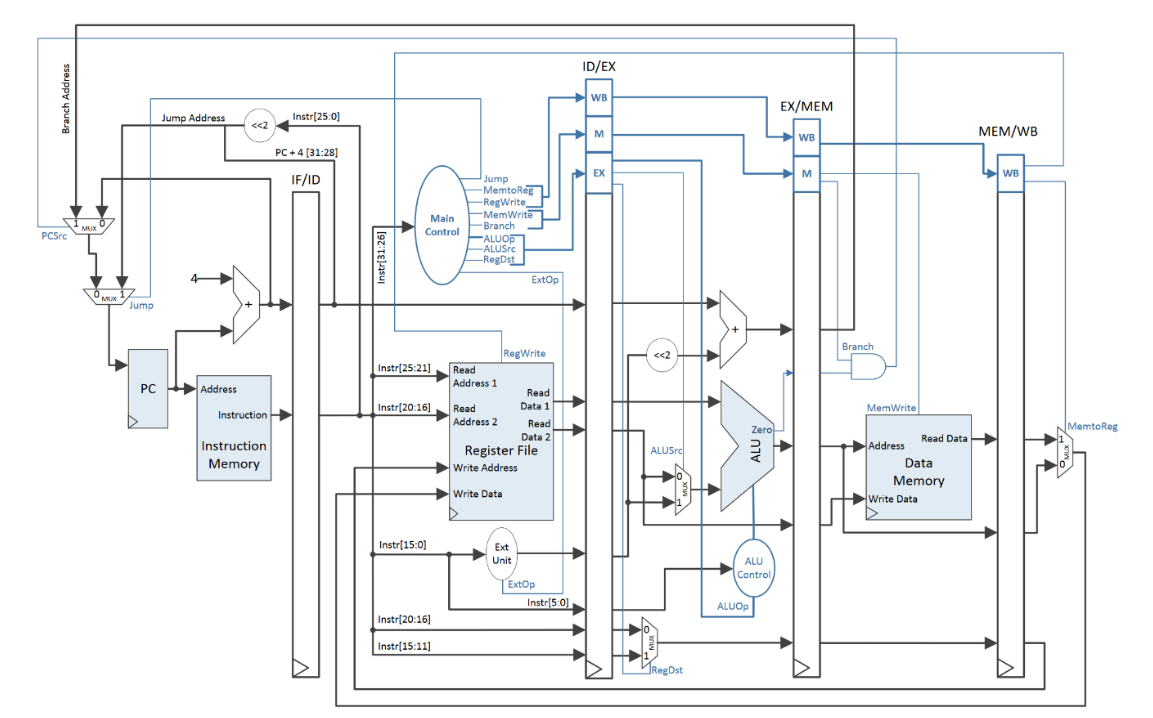 ID/EX
WB
EX/MEM
Branch Address
Jump Address
<<2
Instr[25:0]
M
WB
MEM/WB
PC + 4 [31:28]
IF/ID
EX
M
WB
Jump
MemtoReg
RegWrite
MemWrite
Branch
ALUOp
ALUSrc
RegDst
Main
Control
ExtOp
Instr[31:26]
1
MUX
0
PCSrc
0
MUX
1
Jump
4
+
+
<<2
Branch
RegWrite
PC
Address
Instruction
Instruction
Memory
Instr[25:21]
Read
Address 1
Instr[20:16]
Read
Address 2
Read
Data 1
Read
Data 2
Register File
Write Address
Write Data
ALUSrc
0
MUX
1
Zero
ALU
MemWrite
Address
Read Data
Data
Memory
Write Data
MemtoReg
1
MUX
0
Instr[15:0]
Ext
Unit
ExtOp
Instr[5:0]
ALU
Control
ALUOp
Instr[20:16]
Instr[15:11]
0
MUX
1
RegDst